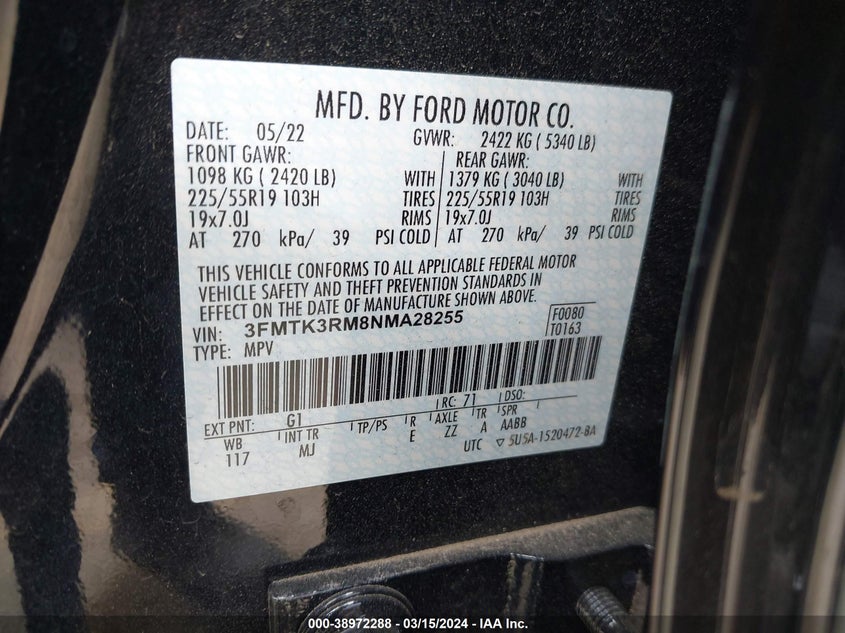 MFD. BY FORD MOTOR CO.
DATE: 05/22 GVWR: 2422 KG ( 5340 LB)
FRONT GAWR: REAR GAWR:
1098 KG ( 2420 LB) WITH 1379 KG ( 3040 LB) WITH
225/55R19 103H TIRES 225/55R19 103H TIRES
19x7.0J RIMS 19x7.0J RIMS
AT 270 kPa/ 39 PSI COLD AT 270 kPa/ 39 PSI COLD
THIS VEHICLE CONFORMS TO ALL APPLICABLE FEDERAL MOTOR
VEHICLE SAFETY AND THEFT PREVENTION STANDARDS IN
EFFECT ON THE DATE OF MANUFACTURE SHOWN ABOVE.
VIN: 3FMTK3RM8NMA28255 F0080
TYPE: MPV T0163
EXT PNT: G1 RC: 71 DSO:
WB INT TR TP/PS R AXLE TR SPR
117 MJ E ZZ A AABB
UTC ▽ 5U5A-1520472-BA
000-38972288 - 03/15/2024 - IAA Inc.